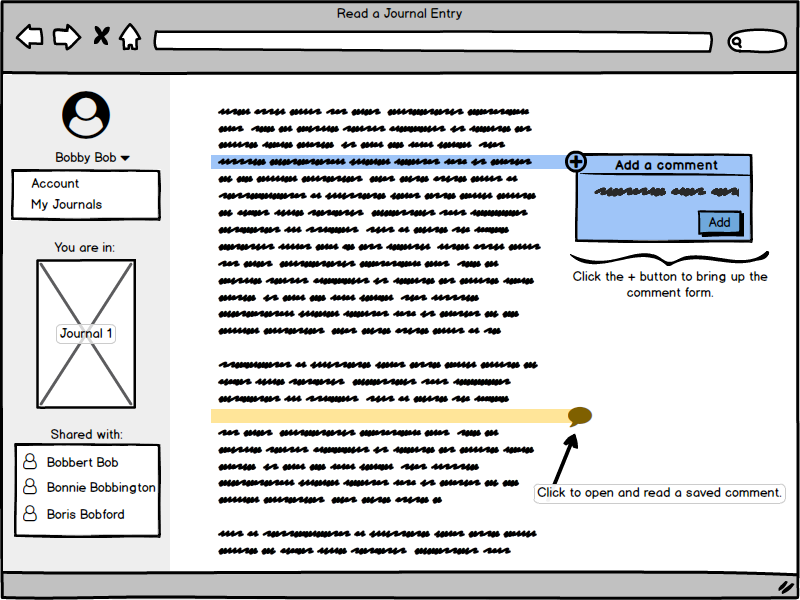 Read a Journal Entry
Bobby Bob
Account
My Journals
You are in:
Journal 1
Shared with:
Bobbert Bob
Bonnie Bobbington
Boris Bobford
Add a comment
Add
Click the + button to bring up the
comment form.
Click to open and read a saved comment.